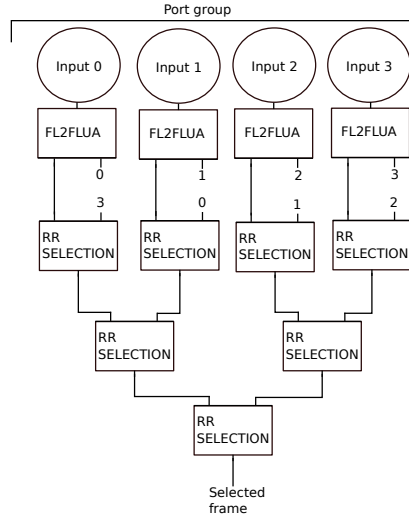 Port group
Input 0
Input 1
Input 2
Input 3
FL2FLUA
FL2FLUA
FL2FLUA
FL2FLUA
0
1
2
3
3
0
1
2
RR
SELECTION
RR
SELECTION
RR
SELECTION
RR
SELECTION
RR
SELECTION
RR
SELECTION
RR
SELECTION
Selected
frame